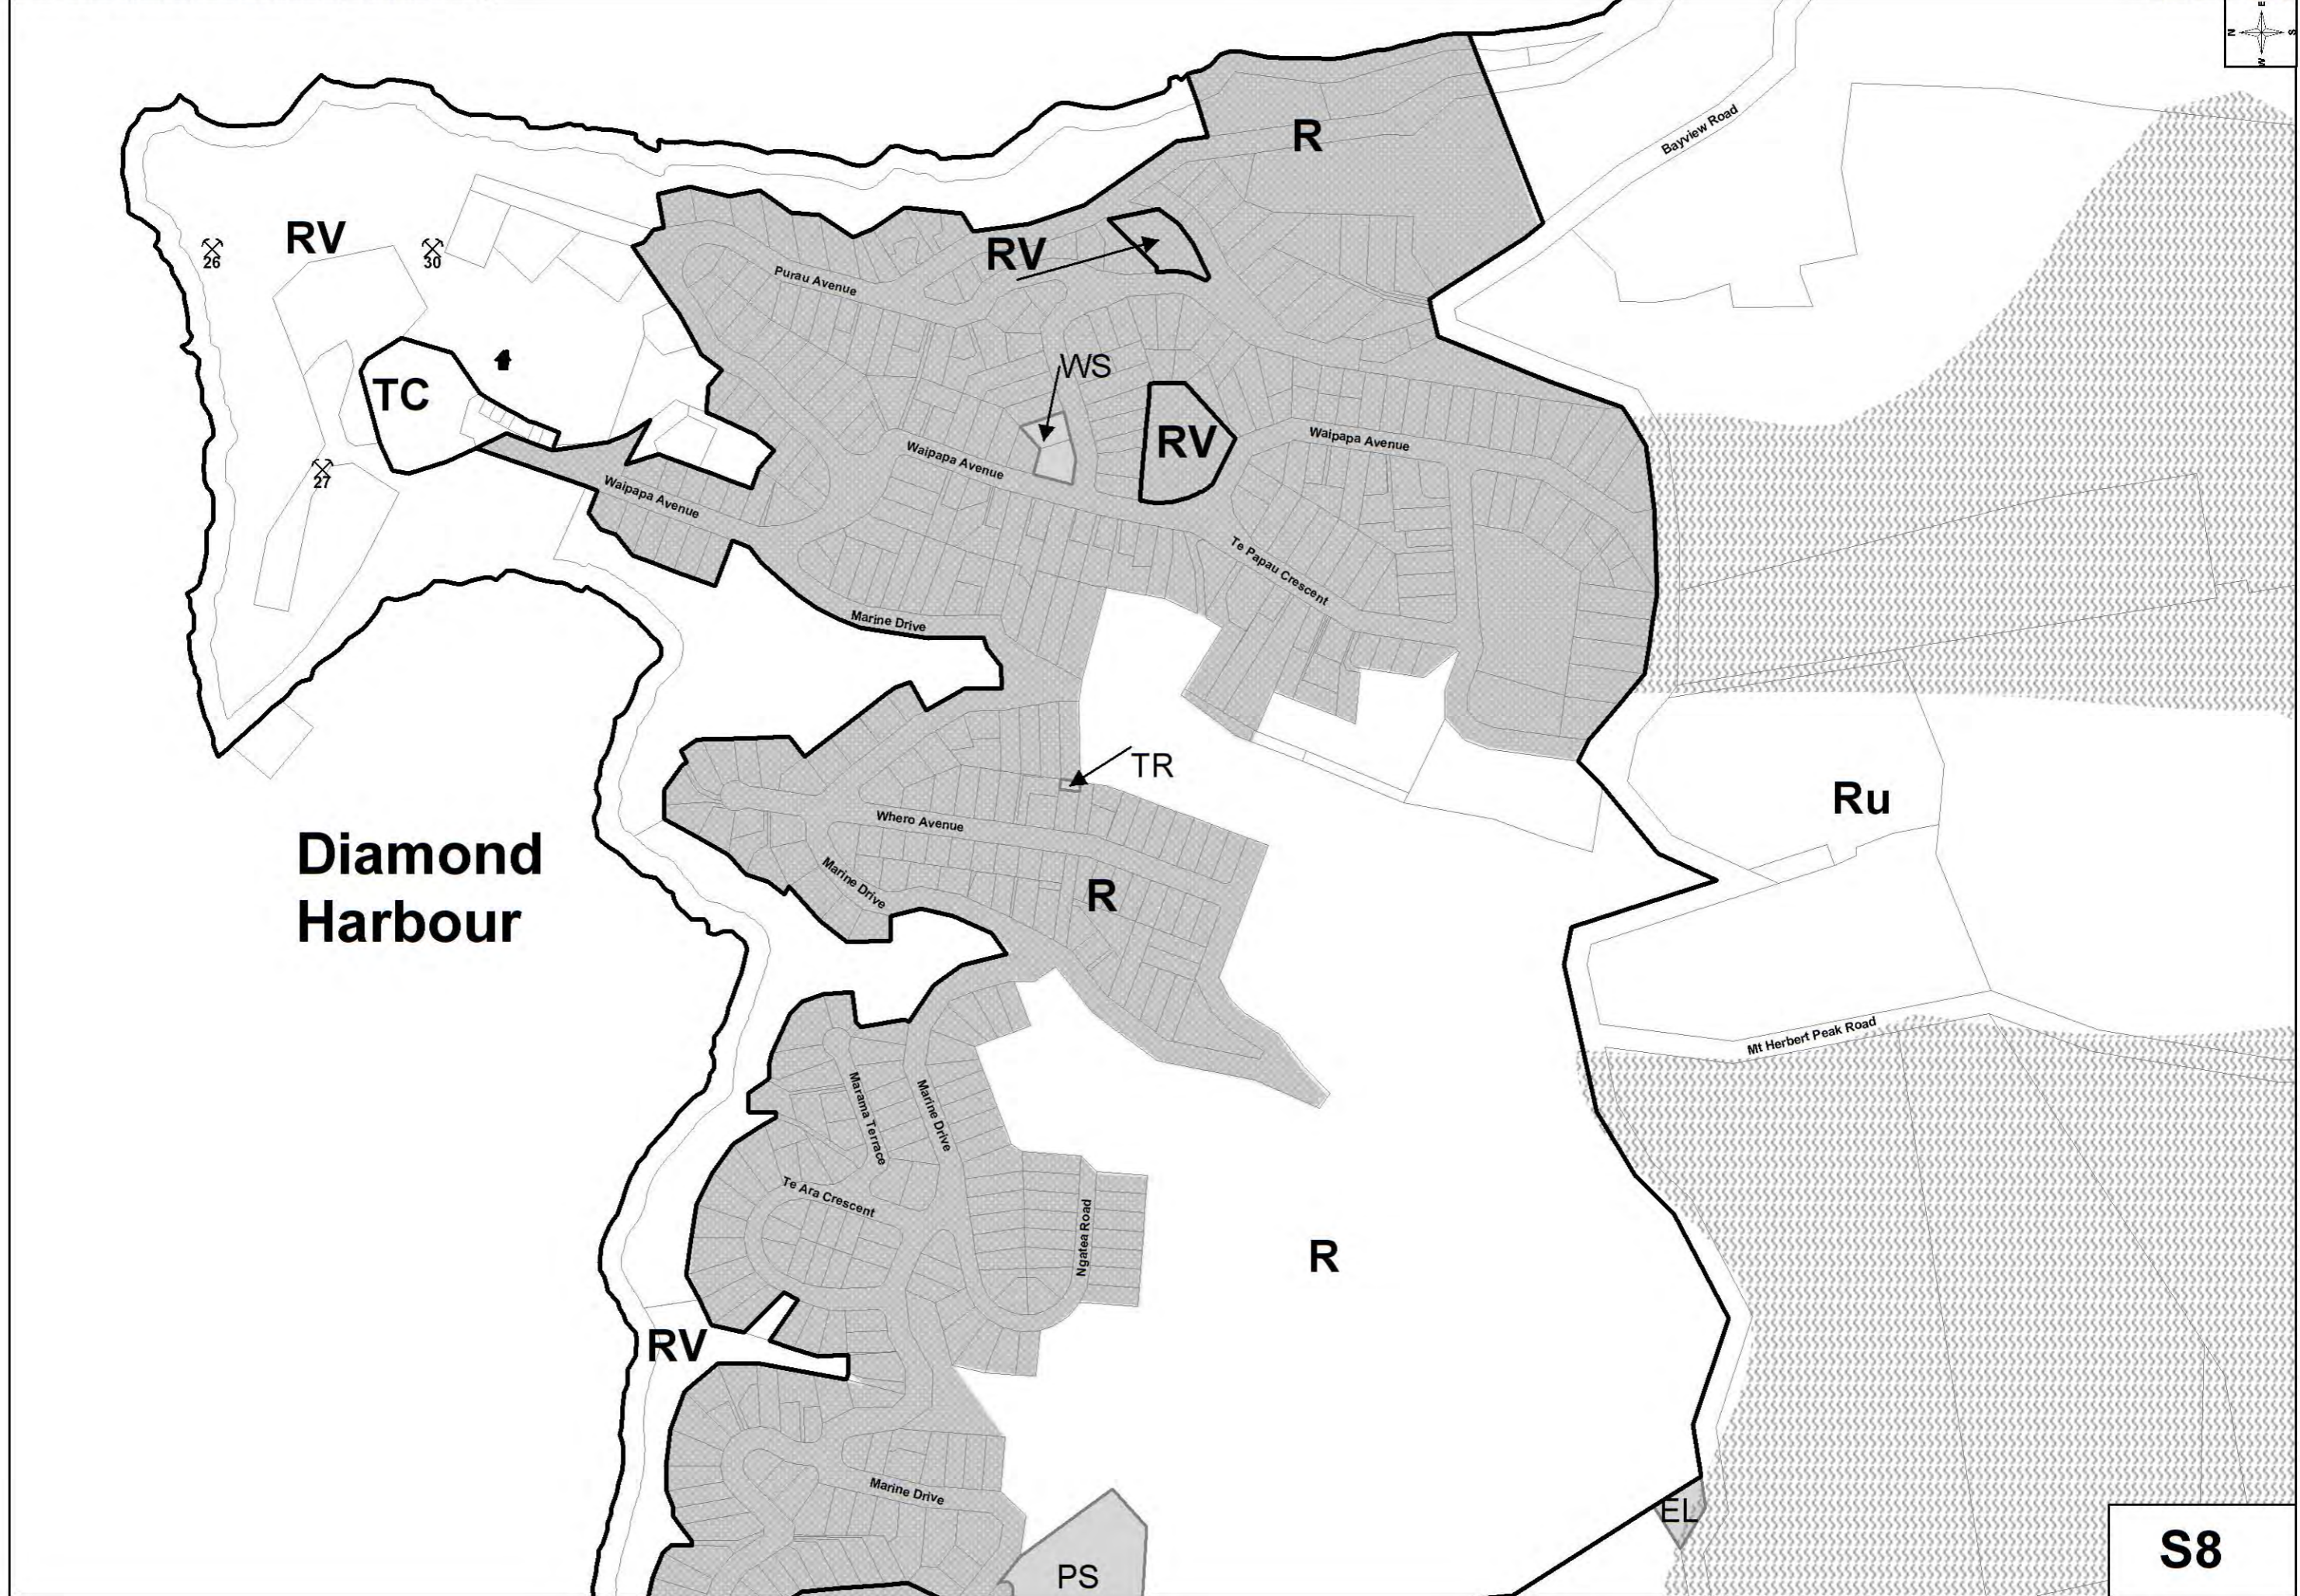 E
N
S
W
Bayview Road
R
RV
26
30
RV
Purau Avenue
WS
TC
RV
Waipapa Avenue
Waipapa Avenue
27
Waipapa Avenue
Te Papau Crescent
Marine Drive
TR
Ru
Whero Avenue
Diamond
Harbour
Marine Drive
R
Mt Herbert Peak Road
Marama Terrace
Marine Drive
Te Ara Crescent
Ngatea Road
R
RV
Marine Drive
EL
S8
PS